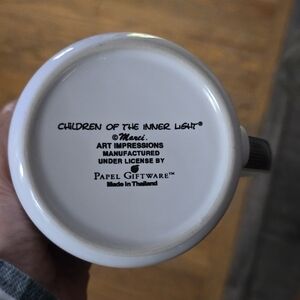 CHILDREN OF THE INNER LIGHT®
© Marci.
ART IMPRESSIONS
MANUFACTURED
UNDER LICENSE BY
PAPEL GIFTWARE™
Made in Thailand